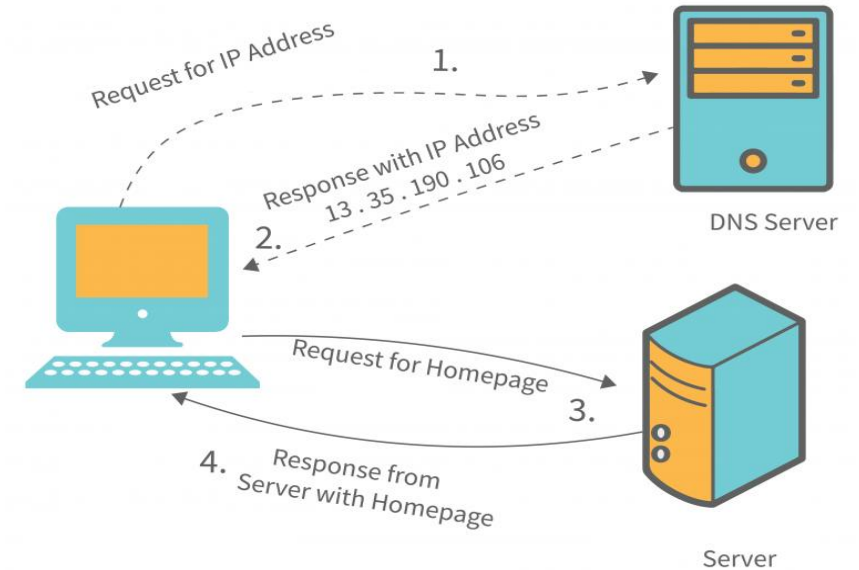 Request for IP Address
1.
Response with IP Address
13 . 35 . 190 . 106
2.
DNS Server
Request for Homepage
3.
4.
Response from
Server with Homepage
Server